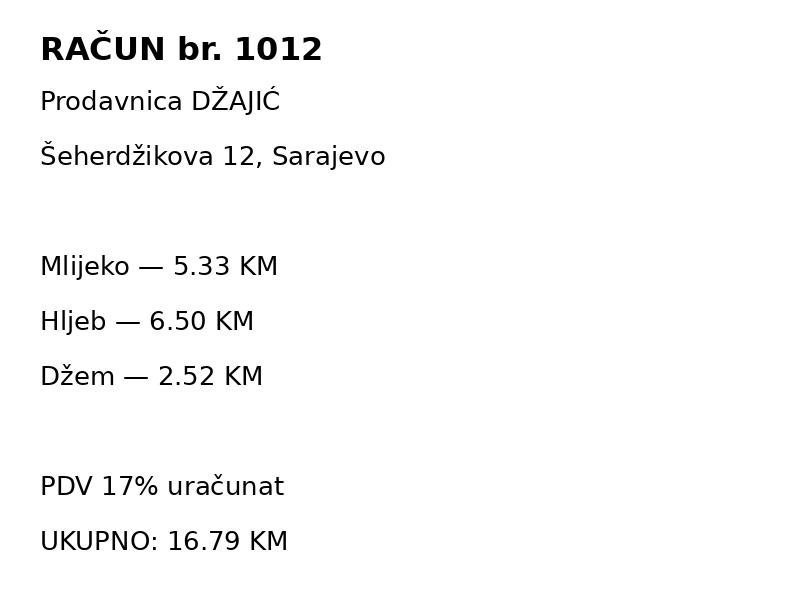 RAČUN br. 1012
Prodavnica DŽAJIĆ
Šeherdžikova 12, Sarajevo
Mlijeko — 5.33 KM
Hljeb — 6.50 KM
Džem — 2.52 KM
PDV 17% uračunat
UKUPNO: 16.79 KM